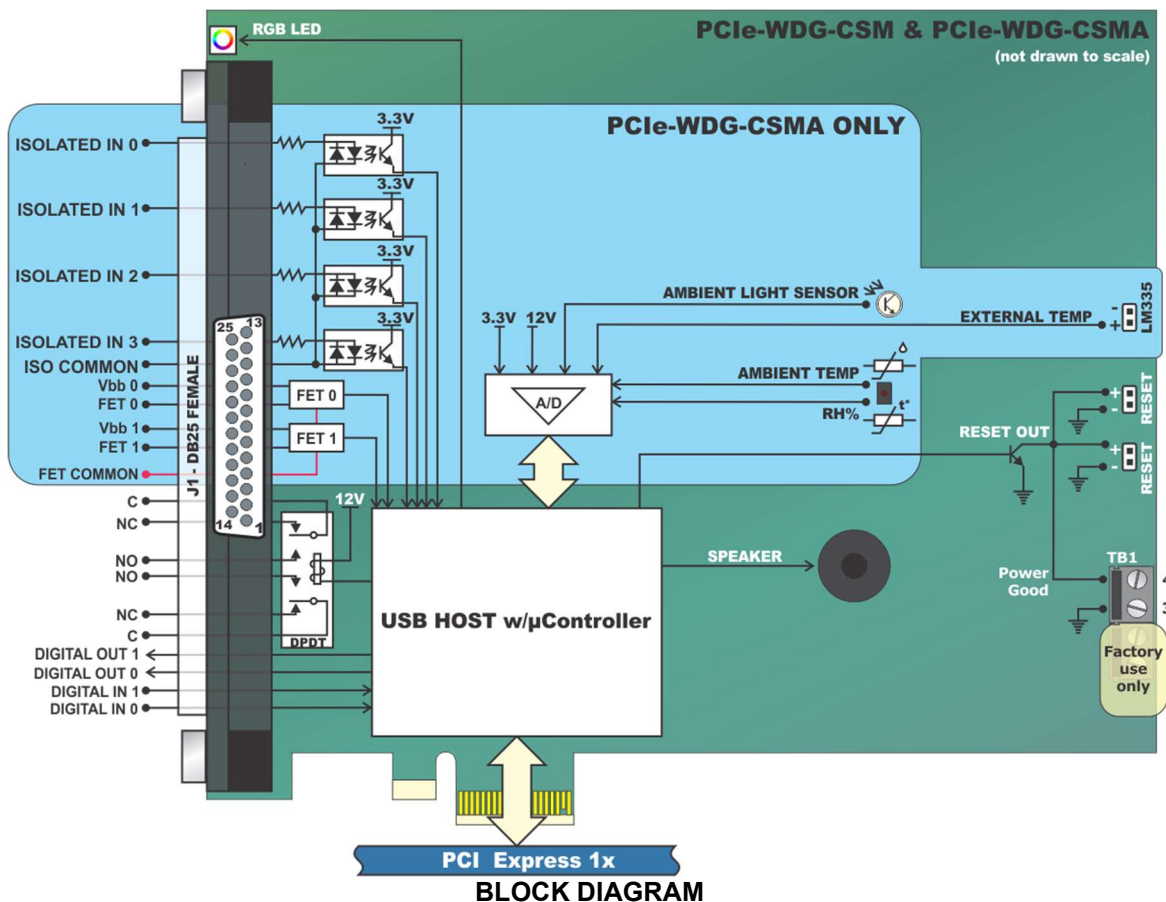 RGB LED
PCIe-WDG-CSM & PCIe-WDG-CSMA
(not drawn to scale)
PCIe-WDG-CSMA ONLY
3.3V
ISOLATED IN 0
3.3V
ISOLATED IN 1
3.3V
ISOLATED IN 2
3.3V
ISOLATED IN 3
ISO COMMON
Vbb 0
FET 0
Vbb 1
FET 1
FET COMMON
C
NC
NO
NO
NC
C
DIGITAL OUT 1
DIGITAL OUT 0
DIGITAL IN 1
DIGITAL IN 0
J1 - DB25 FEMALE
25
13
14
1
FET 0
FET 1
12V
DPDT
AMBIENT LIGHT SENSOR
EXTERNAL TEMP
-
+
LM335
3.3V
12V
A/D
AMBIENT TEMP
RH%
t°
RESET OUT
+
-
RESET
+
-
RESET
USB HOST w/µController
SPEAKER
Power
Good
TB1
4
3
Factory
use
only
PCI Express 1x
BLOCK DIAGRAM